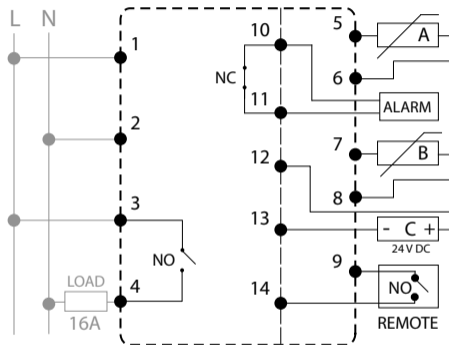 L N
10
5
A
1
6
NC
11
ALARM
2
7
12
B
8
3
13
- C +
24 V DC
NO
9
LOAD
4
14
NO
16A
REMOTE